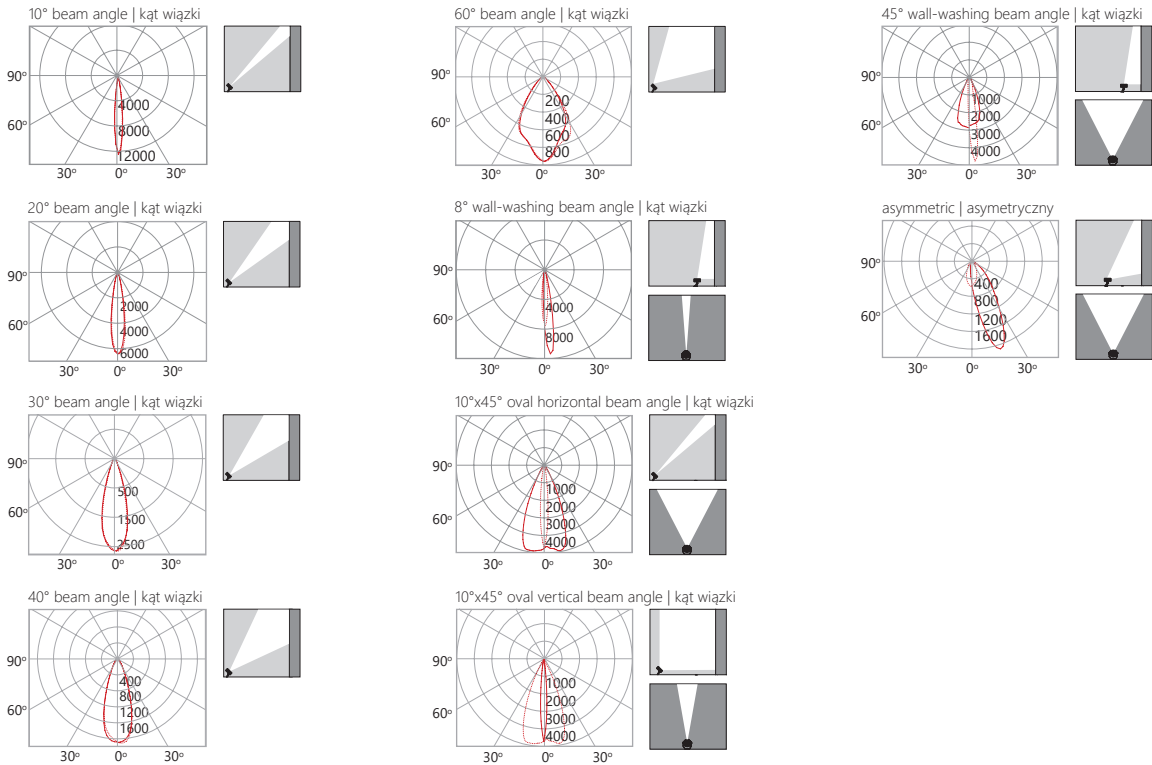 10° beam angle | kąt wiązki
90°
60°
4000
8000
12000
30° 0° 30°
20° beam angle | kąt wiązki
90°
60°
2000
4000
6000
30° 0° 30°
30° beam angle | kąt wiązki
90°
60°
500
1500
2500
30° 0° 30°
40° beam angle | kąt wiązki
90°
60°
400
800
1200
1600
30° 0° 30°
60° beam angle | kąt wiązki
90°
60°
200
400
600
800
30° 0° 30°
8° wall-washing beam angle | kąt wiązki
90°
60°
4000
8000
30° 0° 30°
10°x45° oval horizontal beam angle | kąt wiązki
90°
60°
1000
2000
3000
4000
30° 0° 30°
10°x45° oval vertical beam angle | kąt wiązki
90°
60°
1000
2000
3000
4000
30° 0° 30°
45° wall-washing beam angle | kąt wiązki
90°
60°
1000
2000
3000
4000
30° 0° 30°
asymmetric | asymetryczny
90°
60°
400
800
1200
1600
30° 0° 30°